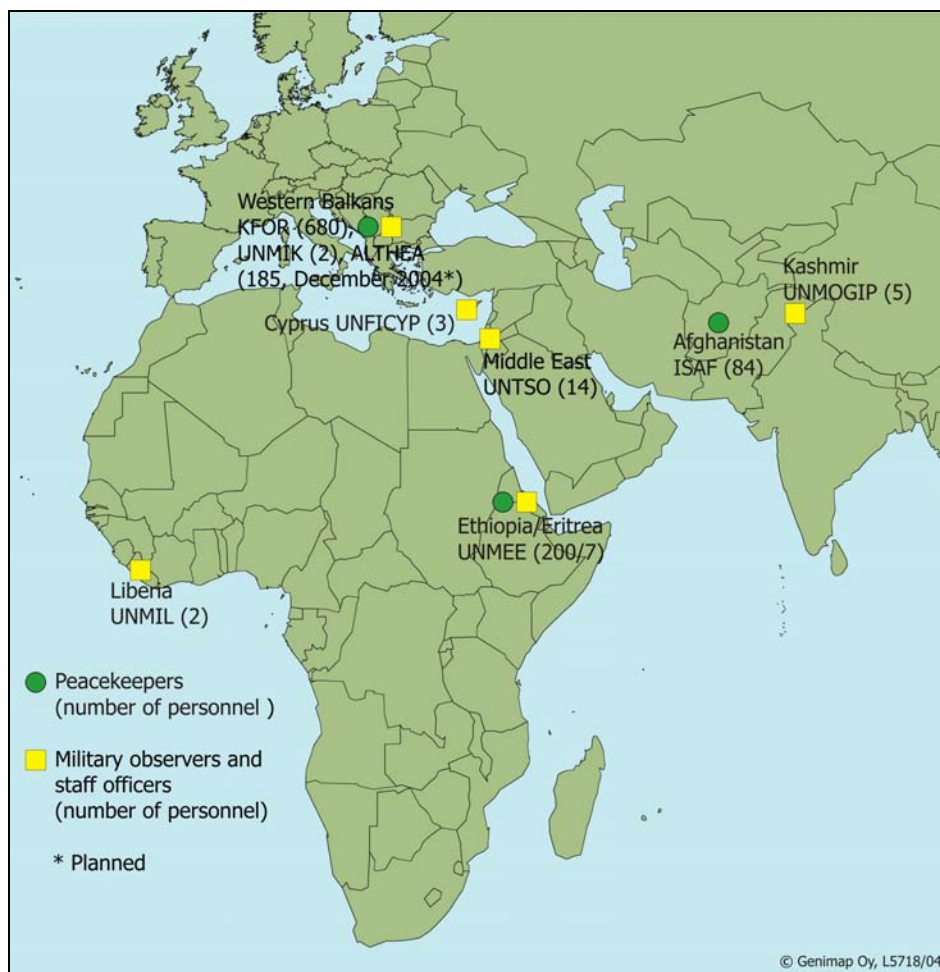 Western Balkans
KFOR (680),
UNMIK (2), ALTHEA
(185, December 2004*)
Kashmir
UNMOGIP (5)
Cyprus UNFICYP (3)
Afghanistan
ISAF (84)
Middle East
UNTSO (14)
Ethiopia/Eritrea
UNMEE (200/7)
Liberia
UNMIL (2)
Peacekeepers
(number of personnel )
Military observers and
staff officers
(number of personnel)
* Planned
© Genimap Oy, L5718/04